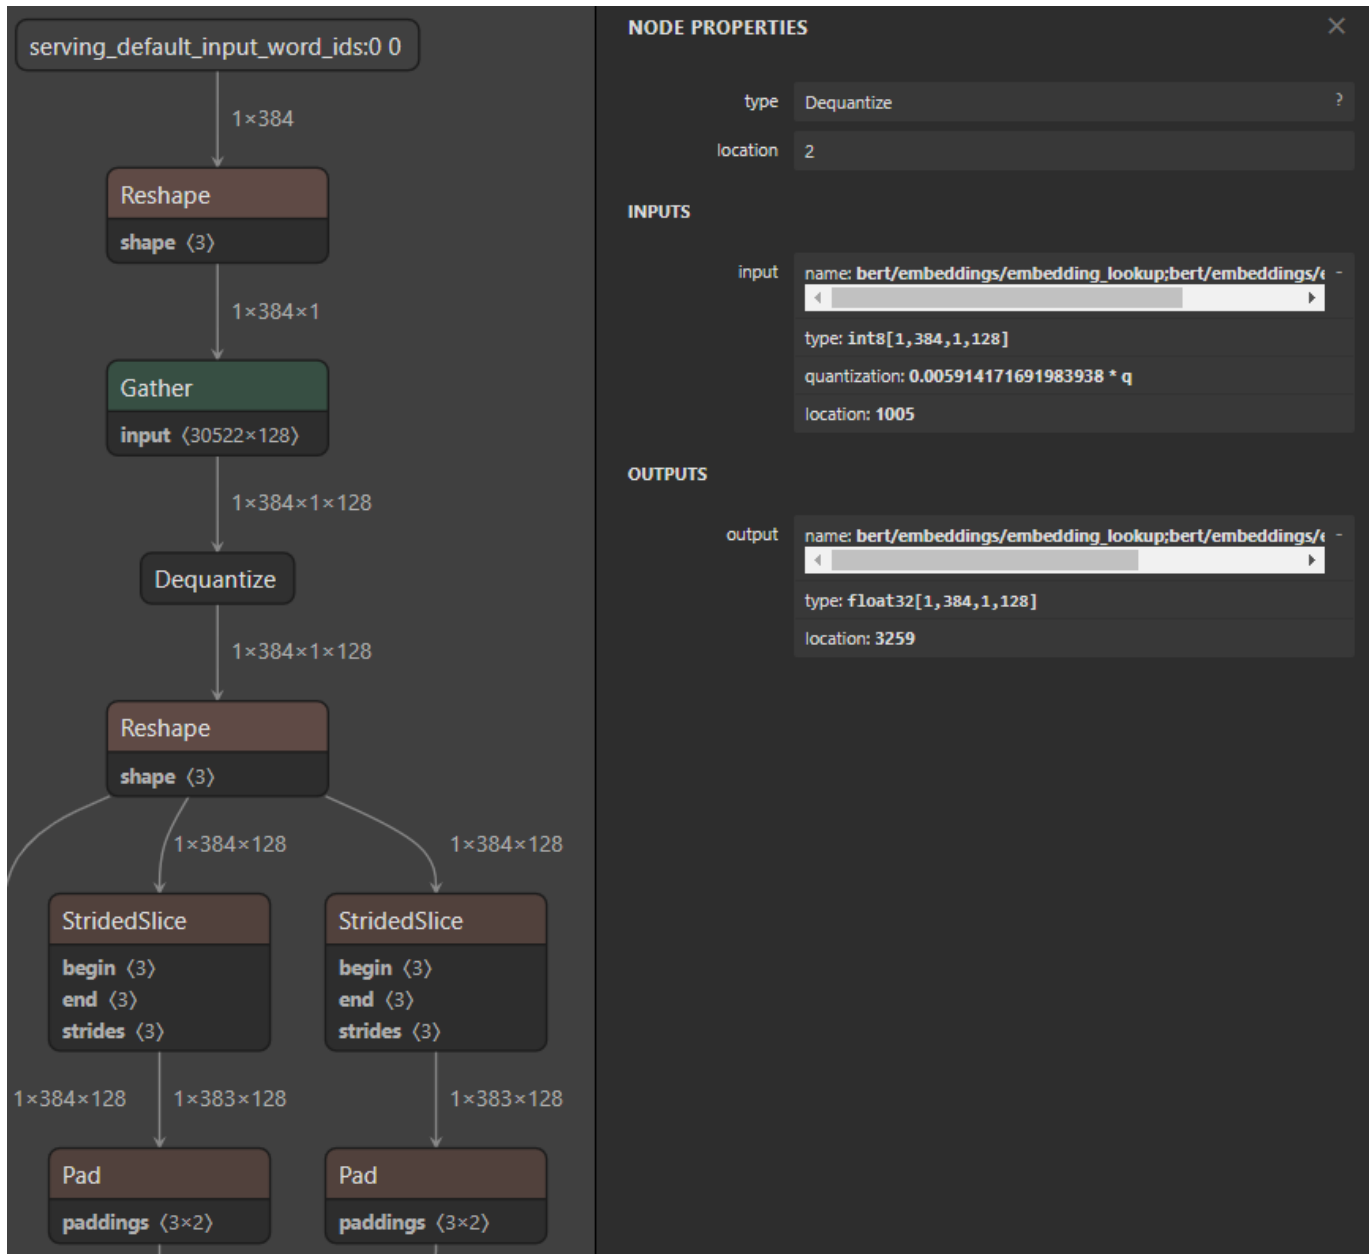 serving_default_input_word_ids:0 0
1×384
Reshape
shape ⟨3⟩
1×384×1
Gather
input ⟨30522×128⟩
1×384×1×128
Dequantize
1×384×1×128
Reshape
shape ⟨3⟩
1×384×128
1×384×128
StridedSlice
begin ⟨3⟩
end ⟨3⟩
strides ⟨3⟩
StridedSlice
begin ⟨3⟩
end ⟨3⟩
strides ⟨3⟩
1×384×128
1×383×128
1×383×128
Pad
paddings ⟨3×2⟩
Pad
paddings ⟨3×2⟩
NODE PROPERTIES
type Dequantize ?
location 2
INPUTS
input name: bert/embeddings/embedding_lookup;bert/embeddings/ -
type: int8[1,384,1,128]
quantization: 0.005914171691983938 * q
location: 1005
OUTPUTS
output name: bert/embeddings/embedding_lookup;bert/embeddings/ -
type: float32[1,384,1,128]
location: 3259